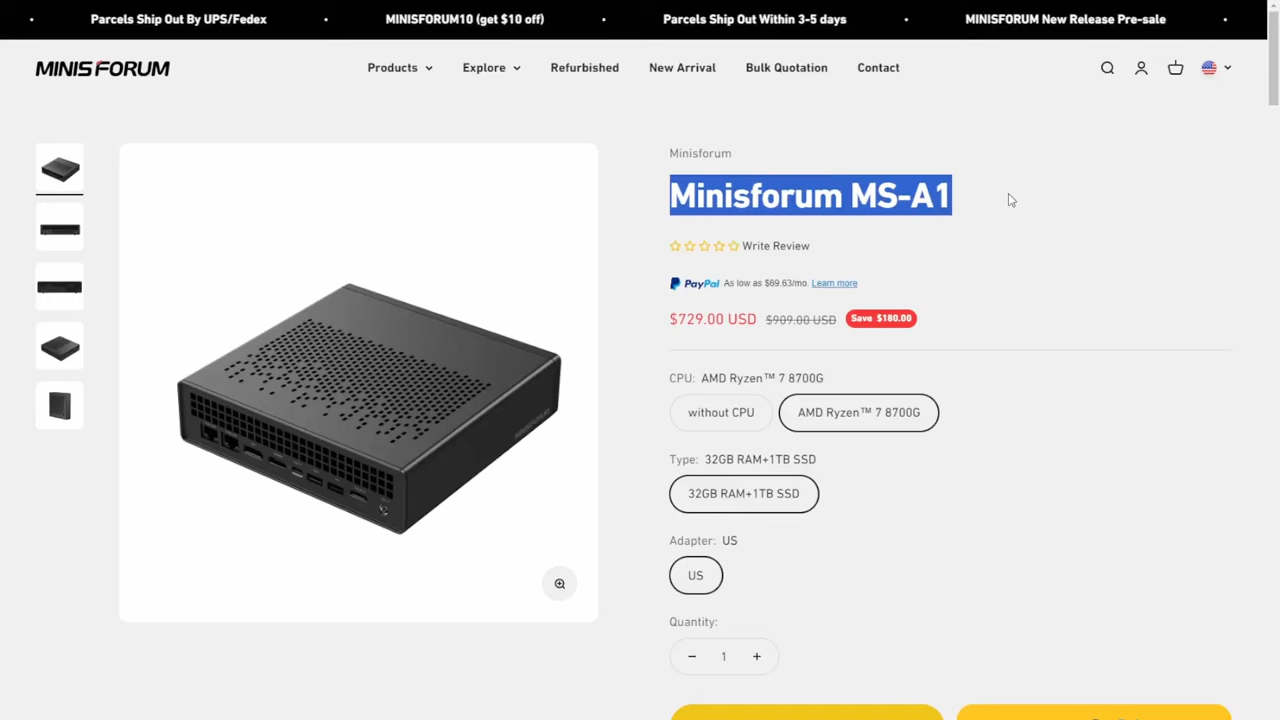 Parcels Ship Out By UPS/Fedex
MINISFORUM10 (get $10 off)
Parcels Ship Out Within 3-5 days
MINISFORUM New Release Pre-sale
MINISFORUM
Products
Explore
Refurbished
New Arrival
Bulk Quotation
Contact
Minisforum
Minisforum MS-A1
Write Review
PayPal As low as $69.63/mo. Learn more
$729.00 USD $909.00 USD Save $180.00
CPU: AMD Ryzen™ 7 8700G
without CPU
AMD Ryzen™ 7 8700G
Type: 32GB RAM+1TB SSD
32GB RAM+1TB SSD
Adapter: US
US
Quantity:
− 1 +